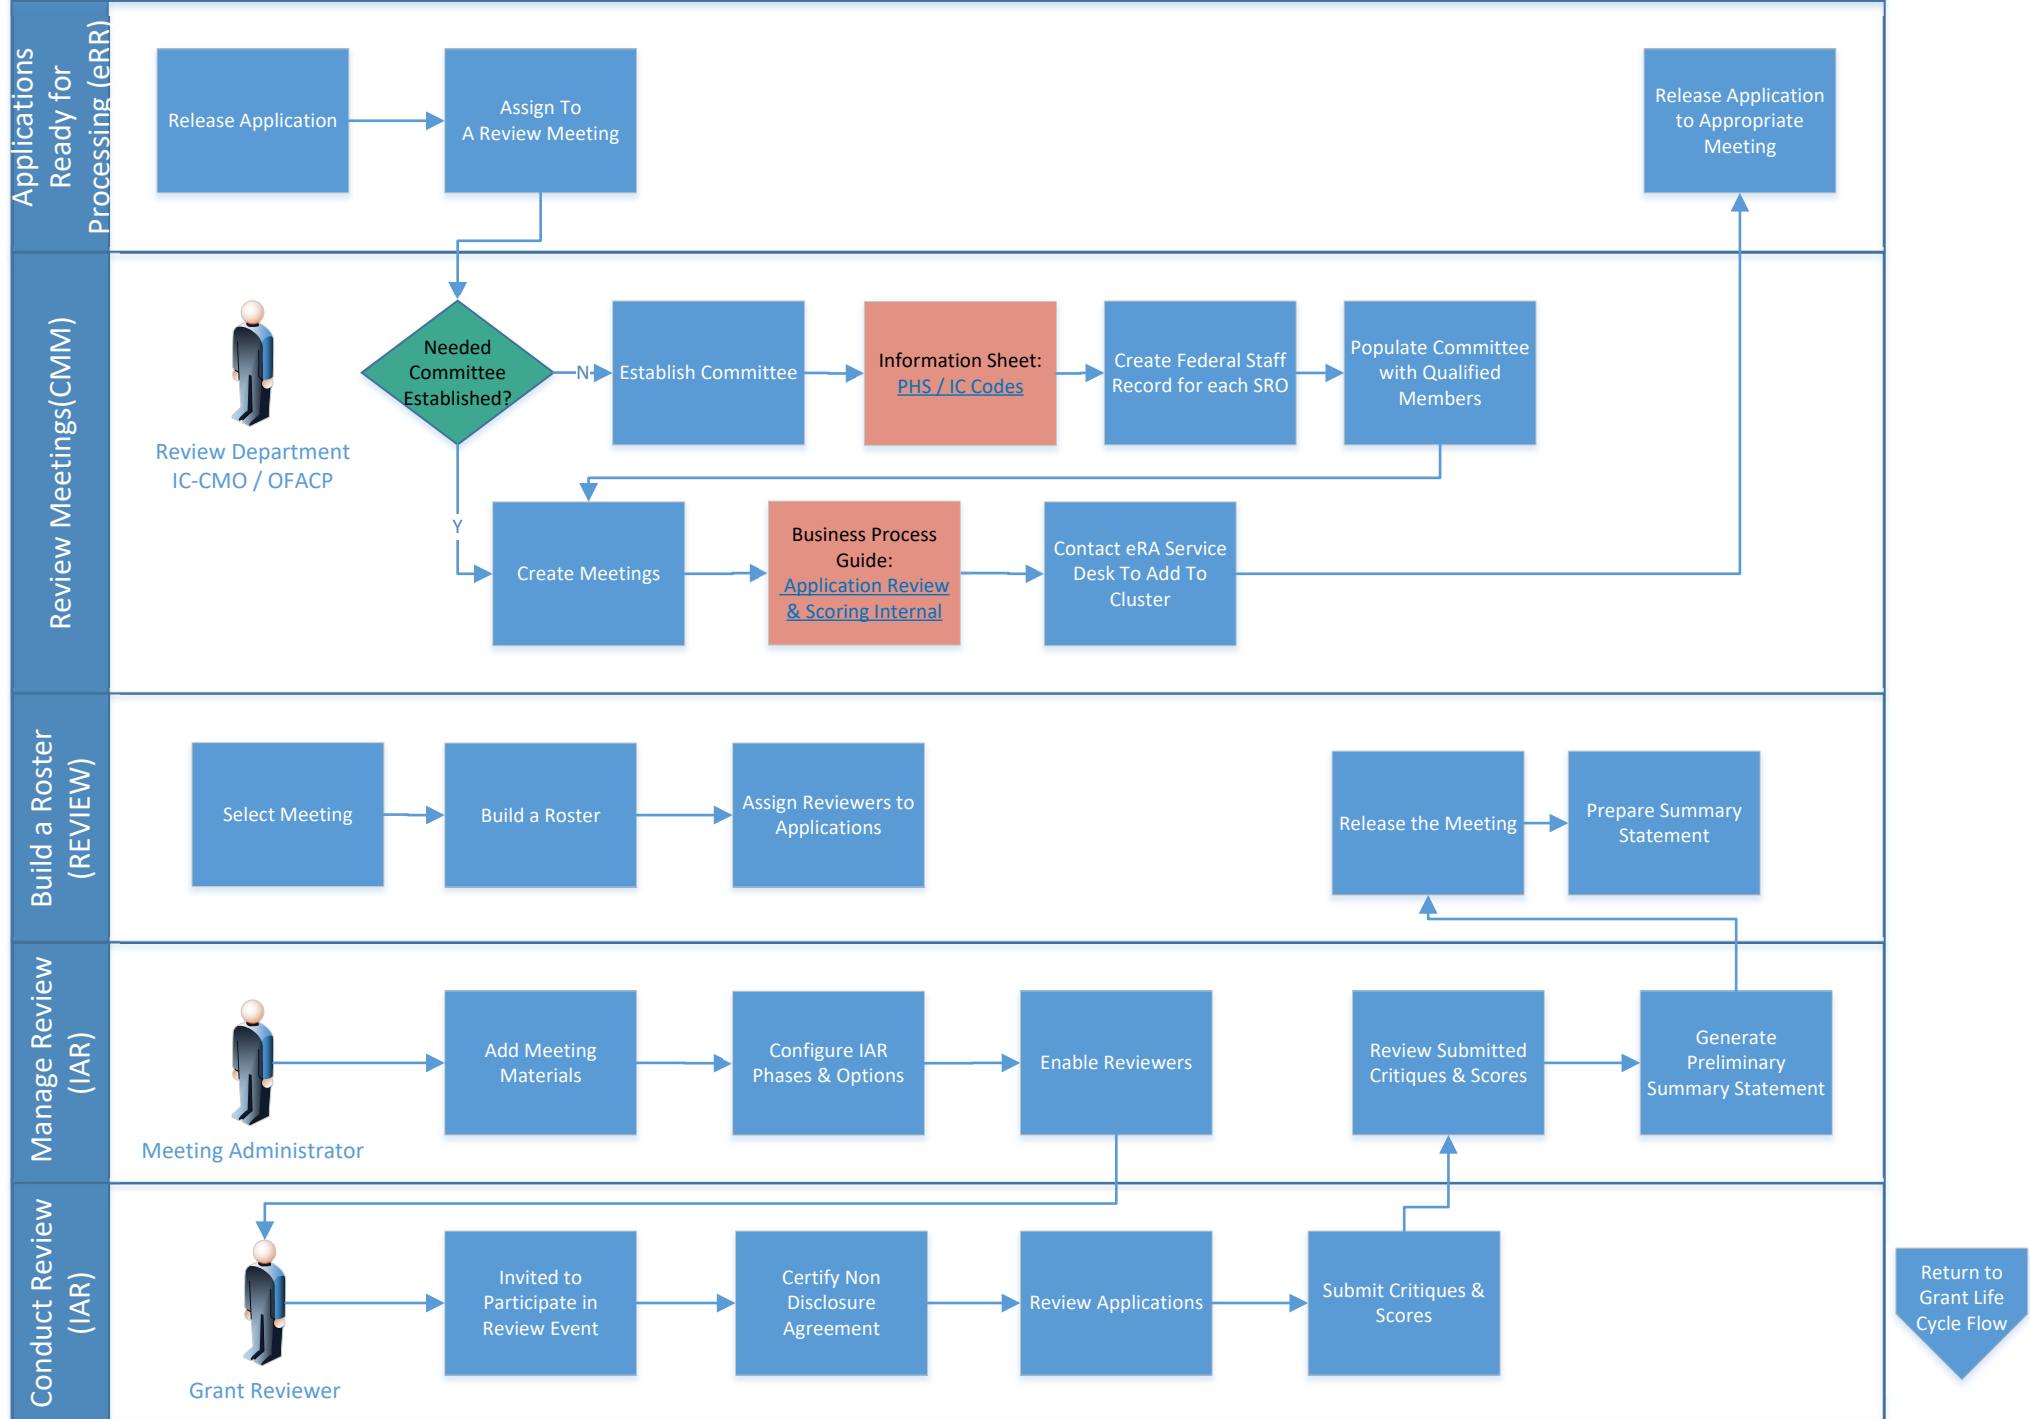 Applications
Ready for
Processing (eRR)
Release Application
Assign To
A Review Meeting
Release Application
to Appropriate
Meeting
Review Meetings(CMM)
Review Department
IC-CMO / OFACP
Needed
Committee
Established?
N
Y
Establish Committee
Information Sheet:
PHS / IC Codes
Create Federal Staff
Record for each SRO
Populate Committee
with Qualified
Members
Create Meetings
Business Process
Guide:
Application Review
& Scoring Internal
Contact eRA Service
Desk To Add To
Cluster
Build a Roster
(REVIEW)
Select Meeting
Build a Roster
Assign Reviewers to
Applications
Release the Meeting
Prepare Summary
Statement
Manage Review
(IAR)
Meeting Administrator
Add Meeting
Materials
Configure IAR
Phases & Options
Enable Reviewers
Review Submitted
Critiques & Scores
Generate
Preliminary
Summary Statement
Conduct Review
(IAR)
Grant Reviewer
Invited to
Participate in
Review Event
Certify Non
Disclosure
Agreement
Review Applications
Submit Critiques &
Scores
Return to
Grant Life
Cycle Flow